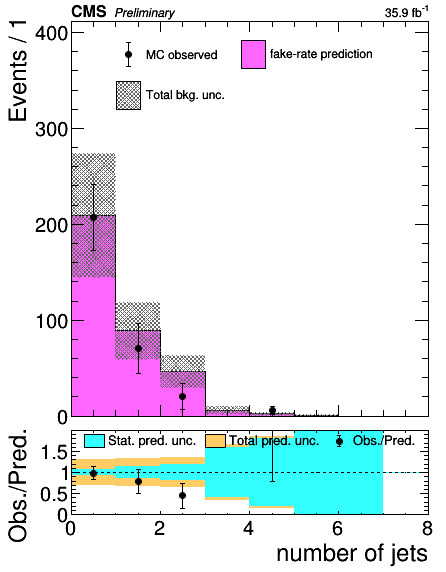 CMS Preliminary 35.9 fb-1
Events / 1
400
300
200
100
0
MC observed
fake-rate prediction
Total bkg. unc.
Obs./Pred.
1.5
1
0.5
0
Stat. pred. unc. Total pred. unc. Obs./Pred.
0 2 4 6 8
number of jets